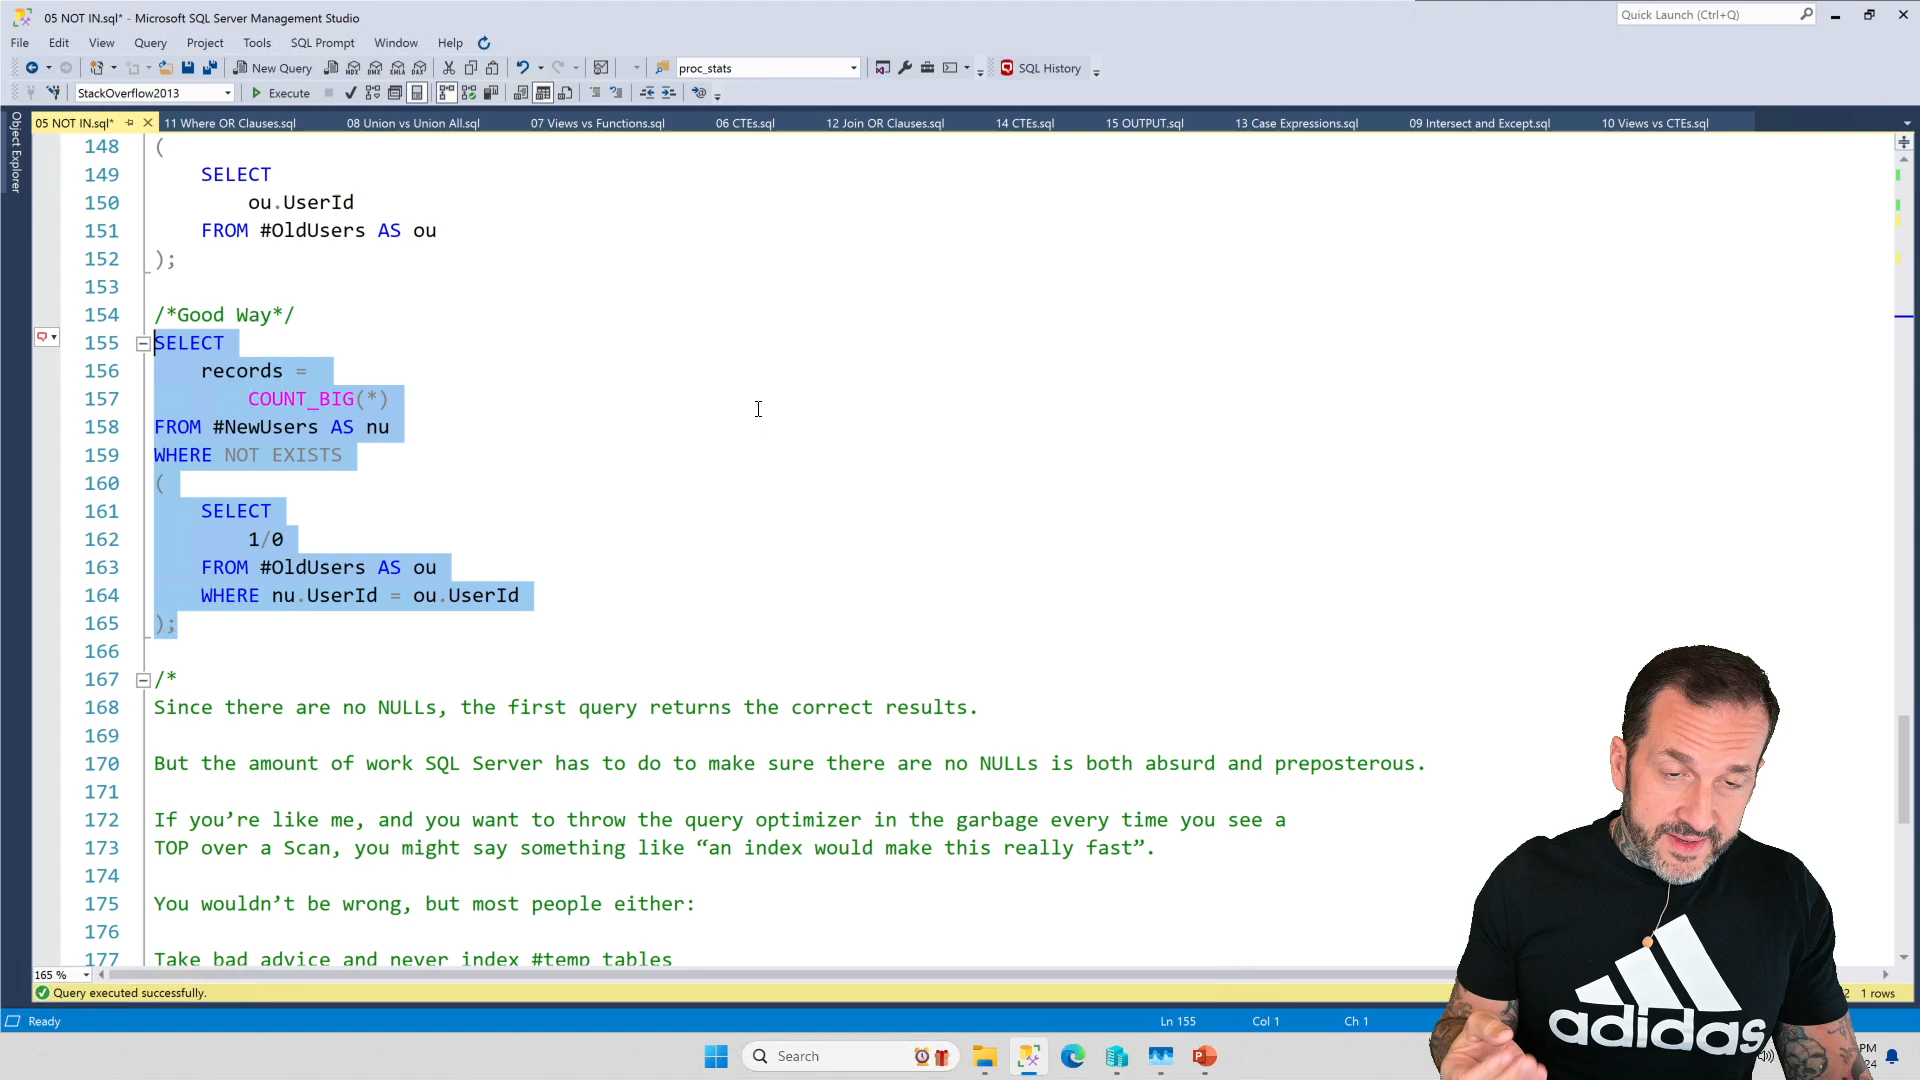 05 NOT IN.sql* - Microsoft SQL Server Management Studio
Quick Launch (Ctrl+Q)
File Edit View Query Project Tools SQL Prompt Window Help
New Query MDX DMX XMLA DAX proc_stats SQL History
StackOverflow2013 Execute
05 NOT IN.sql* 11 Where OR Clauses.sql 08 Union vs Union All.sql 07 Views vs Functions.sql 06 CTEs.sql 12 Join OR Clauses.sql 14 CTEs.sql 15 OUTPUT.sql 13 Case Expressions.sql 09 Intersect and Except.sql 10 Views vs CTEs.sql
Object Explorer
148 (
149 SELECT
150 ou.UserId
151 FROM #OldUsers AS ou
152 );
153
154 /*Good Way*/
155 SELECT
156 records =
157 COUNT_BIG(*)
158 FROM #NewUsers AS nu
159 WHERE NOT EXISTS
160 (
161 SELECT
162 1/0
163 FROM #OldUsers AS ou
164 WHERE nu.UserId = ou.UserId
165 );
166
167 /*
168 Since there are no NULLs, the first query returns the correct results.
169
170 But the amount of work SQL Server has to do to make sure there are no NULLs is both absurd and preposterous.
171
172 If you’re like me, and you want to throw the query optimizer in the garbage every time you see a
173 TOP over a Scan, you might say something like “an index would make this really fast”.
174
175 You wouldn’t be wrong, but most people either:
176
177 Take bad advice and never index #temp tables
165 %
Query executed successfully. 2 1 rows
Ready Ln 155 Col 1 Ch 1
Search PM
24
adidas